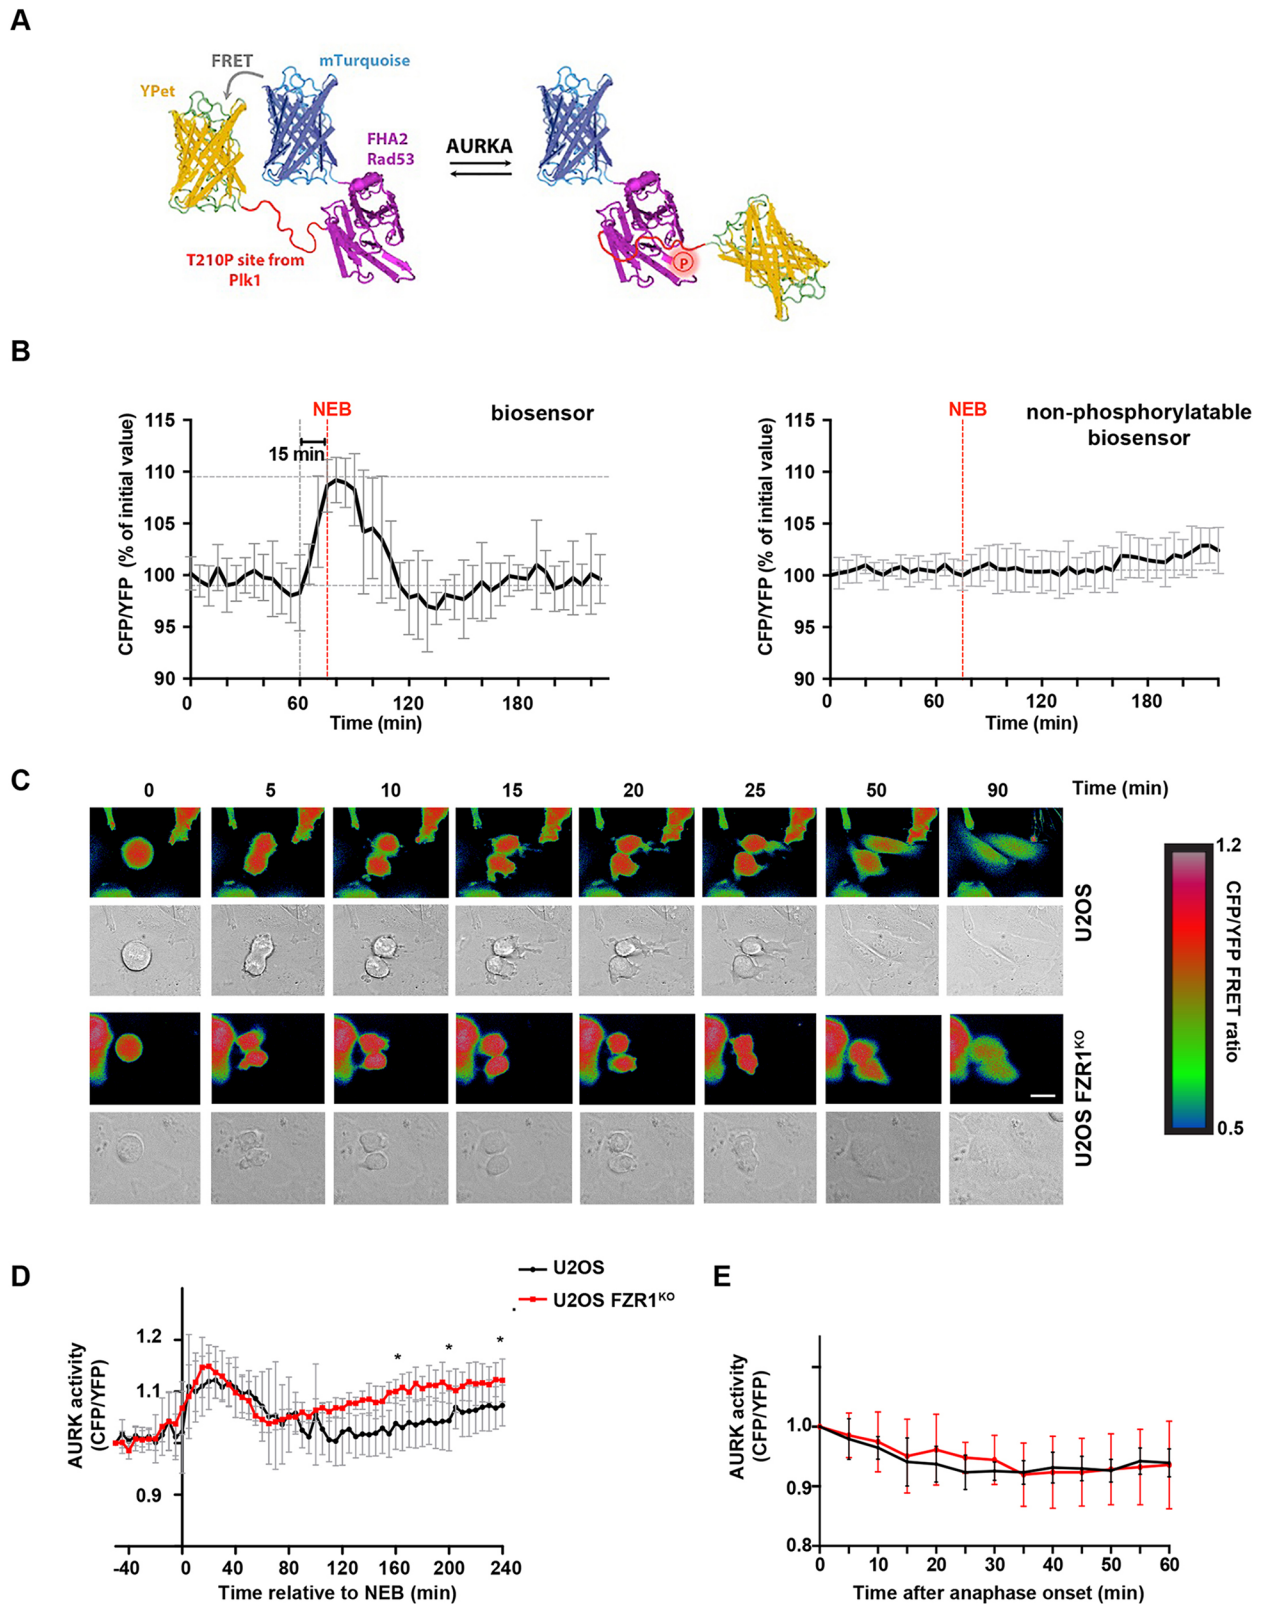 A
FRET
mTurquoise
YPet
FHA2
Rad53
AURKA
T210P site from
Plk1
P
B
NEB
biosensor
15 min
115
110
105
100
95
90
CFP/YFP (% of initial value)
0
60
120
180
Time (min)
NEB
non-phosphorylatable
biosensor
115
110
105
100
95
90
CFP/YFP (% of initial value)
0
60
120
180
Time (min)
C
0
5
10
15
20
25
50
90
Time (min)
U2OS
U2OS FZR1KO
1.2
CFP/YFP FRET ratio
0.5
D
U2OS
U2OS FZR1KO
1.2
1.1
0.9
AURK activity
(CFP/YFP)
*
*
*
-40
0
40
80
120
160
200
240
Time relative to NEB (min)
E
1.0
0.9
0.8
AURK activity
(CFP/YFP)
0
10
20
30
40
50
60
Time after anaphase onset (min)